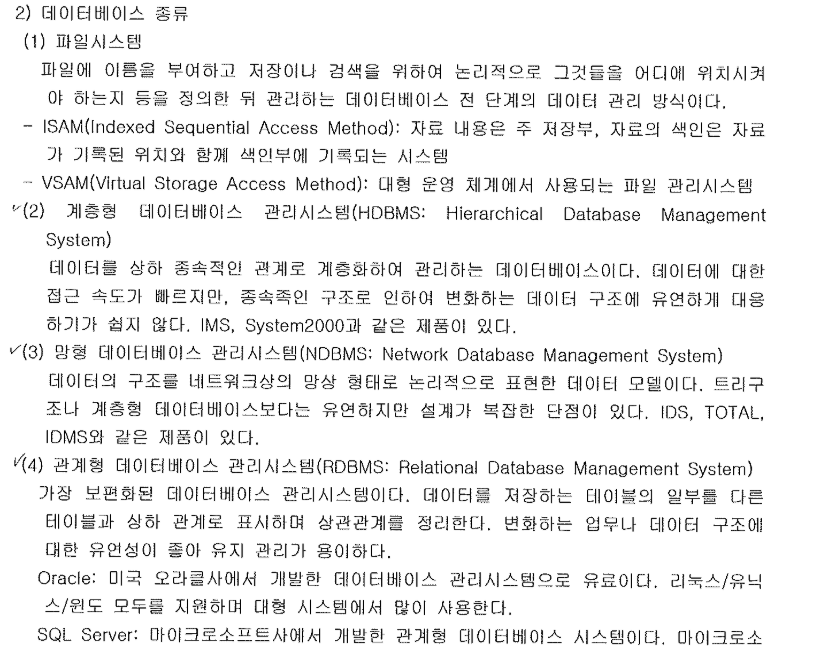 2) 데이터베이스 종류
(1) 파일시스템
파일에 이름을 부여하고 저장이나 검색을 위하여 논리적으로 그것들을 어디에 위치시켜
야 하는지 등을 정의한 뒤 관리하는 데이터베이스 전 단계의 데이터 관리 방식이다.
- ISAM(Indexed Sequential Access Method): 자료 내용은 주 저장부, 자료의 색인은 자료
가 기록된 위치와 함께 색인부에 기록되는 시스템
- VSAM(Virtual Storage Access Method): 대형 운영 체계에서 사용되는 파일 관리시스템
✓(2) 계층형 데이터베이스 관리시스템(HDBMS: Hierarchical Database Management
System)
데이터를 상하 종속적인 관계로 계층화하여 관리하는 데이터베이스이다. 데이터에 대한
접근 속도가 빠르지만, 종속족인 구조로 인하여 변화하는 데이터 구조에 유연하게 대응
하기가 쉽지 않다. IMS, System2000과 같은 제품이 있다.
✓(3) 망형 데이터베이스 관리시스템(NDBMS: Network Database Management System)
데이터의 구조를 네트워크상의 망상 형태로 논리적으로 표현한 데이터 모델이다. 트리구
조나 계층형 데이터베이스보다는 유연하지만 설계가 복잡한 단점이 있다. IDS, TOTAL,
IDMS와 같은 제품이 있다.
✓(4) 관계형 데이터베이스 관리시스템(RDBMS: Relational Database Management System)
가장 보편화된 데이터베이스 관리시스템이다. 데이터를 저장하는 테이블의 일부를 다른
테이블과 상하 관계로 표시하며 상관관계를 정리한다. 변화하는 업무나 데이터 구조에
대한 유연성이 좋아 유지 관리가 용이하다.
Oracle: 미국 오라클사에서 개발한 데이터베이스 관리시스템으로 유료이다. 리눅스/유닉
스/윈도 모두를 지원하며 대형 시스템에서 많이 사용한다.
SQL Server: 마이크로소프트사에서 개발한 관계형 데이터베이스 시스템이다. 마이크로소